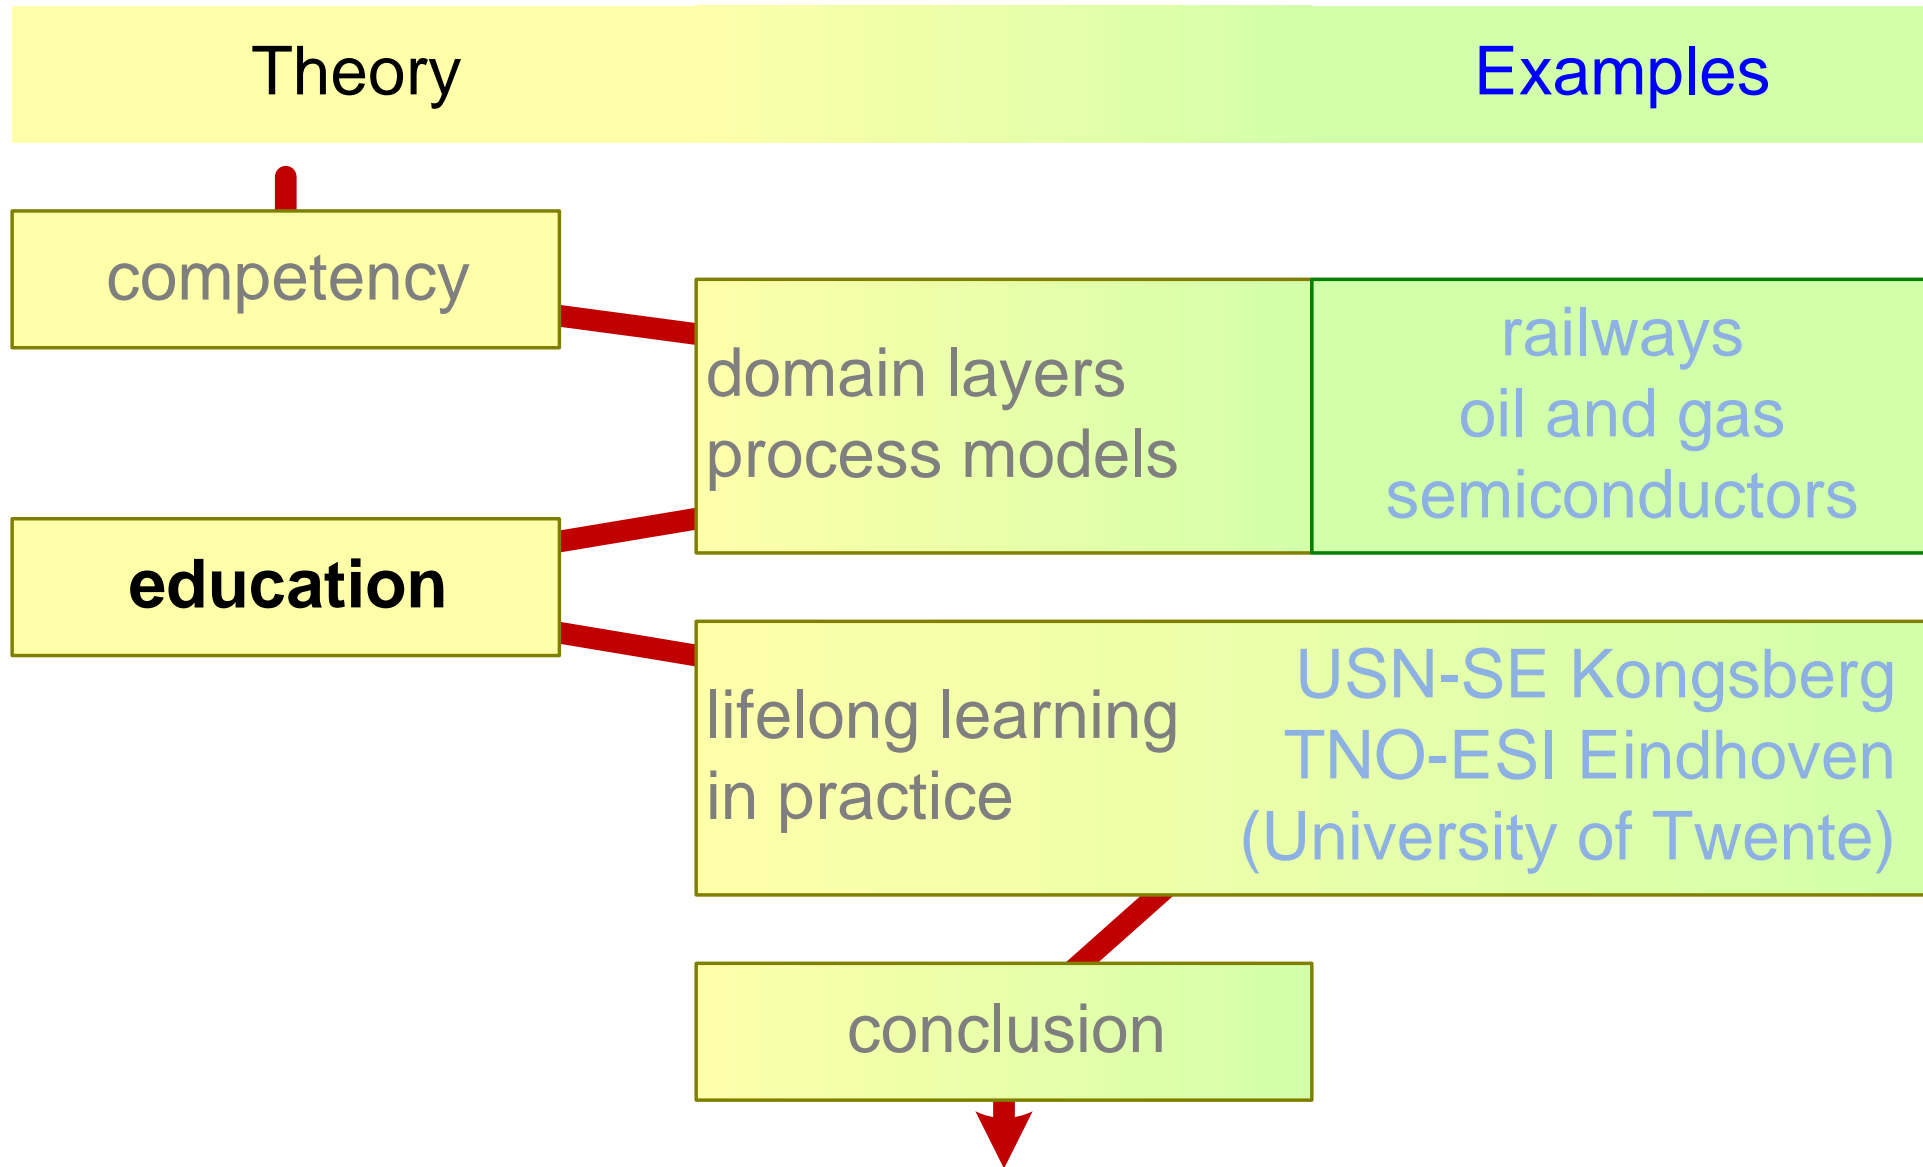 Theory
Examples
competency
domain layers
process models
railways
oil and gas
semiconductors
education
lifelong learning
in practice
USN-SE Kongsberg
TNO-ESI Eindhoven
(University of Twente)
conclusion